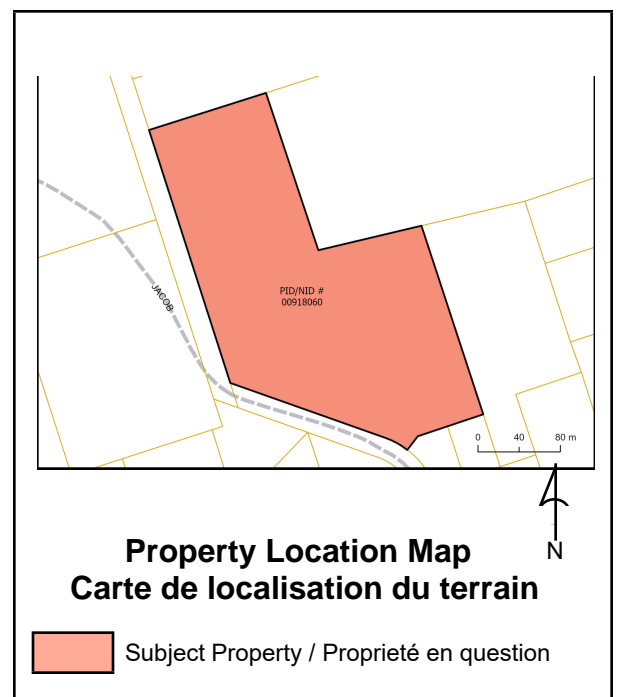 JACOB
PID/NID #
00918060
0 40 80 m
N
Property Location Map
Carte de localisation du terrain
Subject Property / Proprieté en question